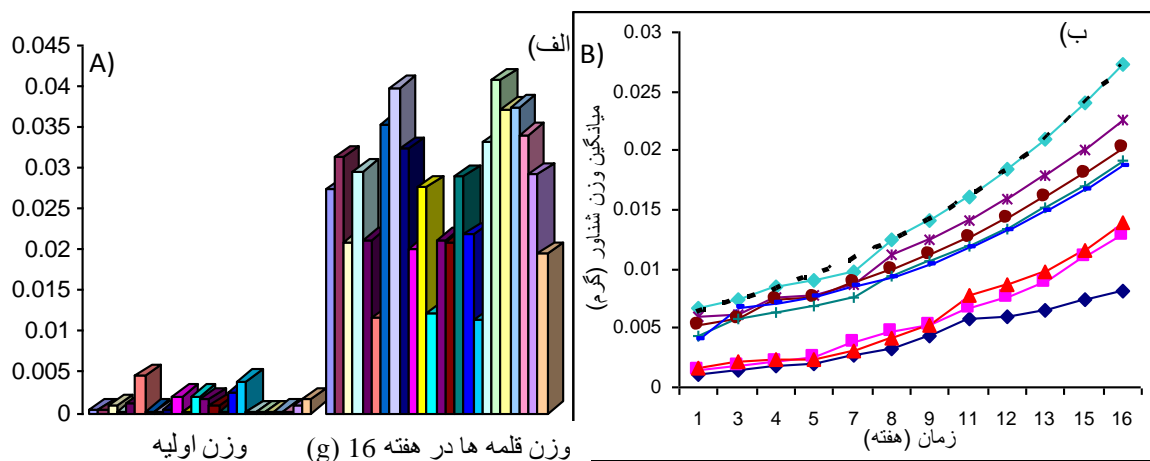 A)
الف)
0.045
0.04
0.035
0.03
0.025
0.02
0.015
0.01
0.005
0
وزن اولیه
وزن قلمه ها در هفته 16 (g)
B)
ب)
میانگین وزن شناور (گرم)
0.03
0.025
0.02
0.015
0.01
0.005
0
1 3 4 5 7 8 9 11 12 13 15 16
زمان (هفته)